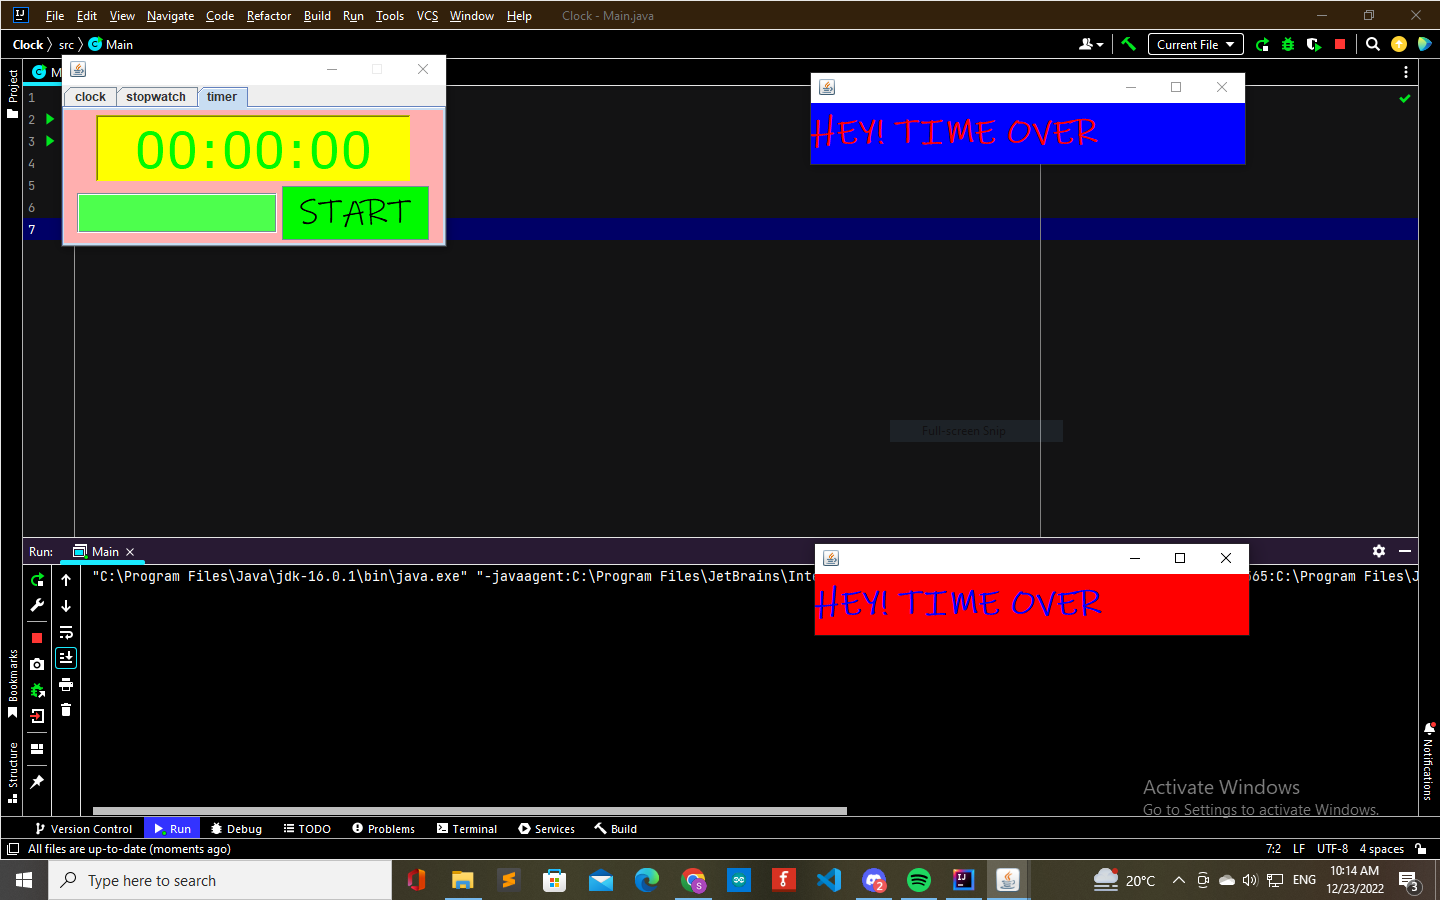 File Edit View Navigate Code Refactor Build Run Tools VCS Window Help Clock - Main.java
Clock src Main
Current File
Project
clock stopwatch timer
00:00:00
START
HEY! TIME OVER
1
2
3
4
5
6
7
Full-screen Snip
Run: Main
"C:\Program Files\Java\jdk-16.0.1\bin\java.exe" "-javaagent:C:\Program Files\JetBrains\Inte 565:C:\Program Files\J
HEY! TIME OVER
Bookmarks
Structure
Notifications
Activate Windows
Go to Settings to activate Windows.
Version Control Run Debug TODO Problems Terminal Services Build
All files are up-to-date (moments ago) 7:2 LF UTF-8 4 spaces
Type here to search
S
2
20°C ENG 10:14 AM
12/23/2022
3